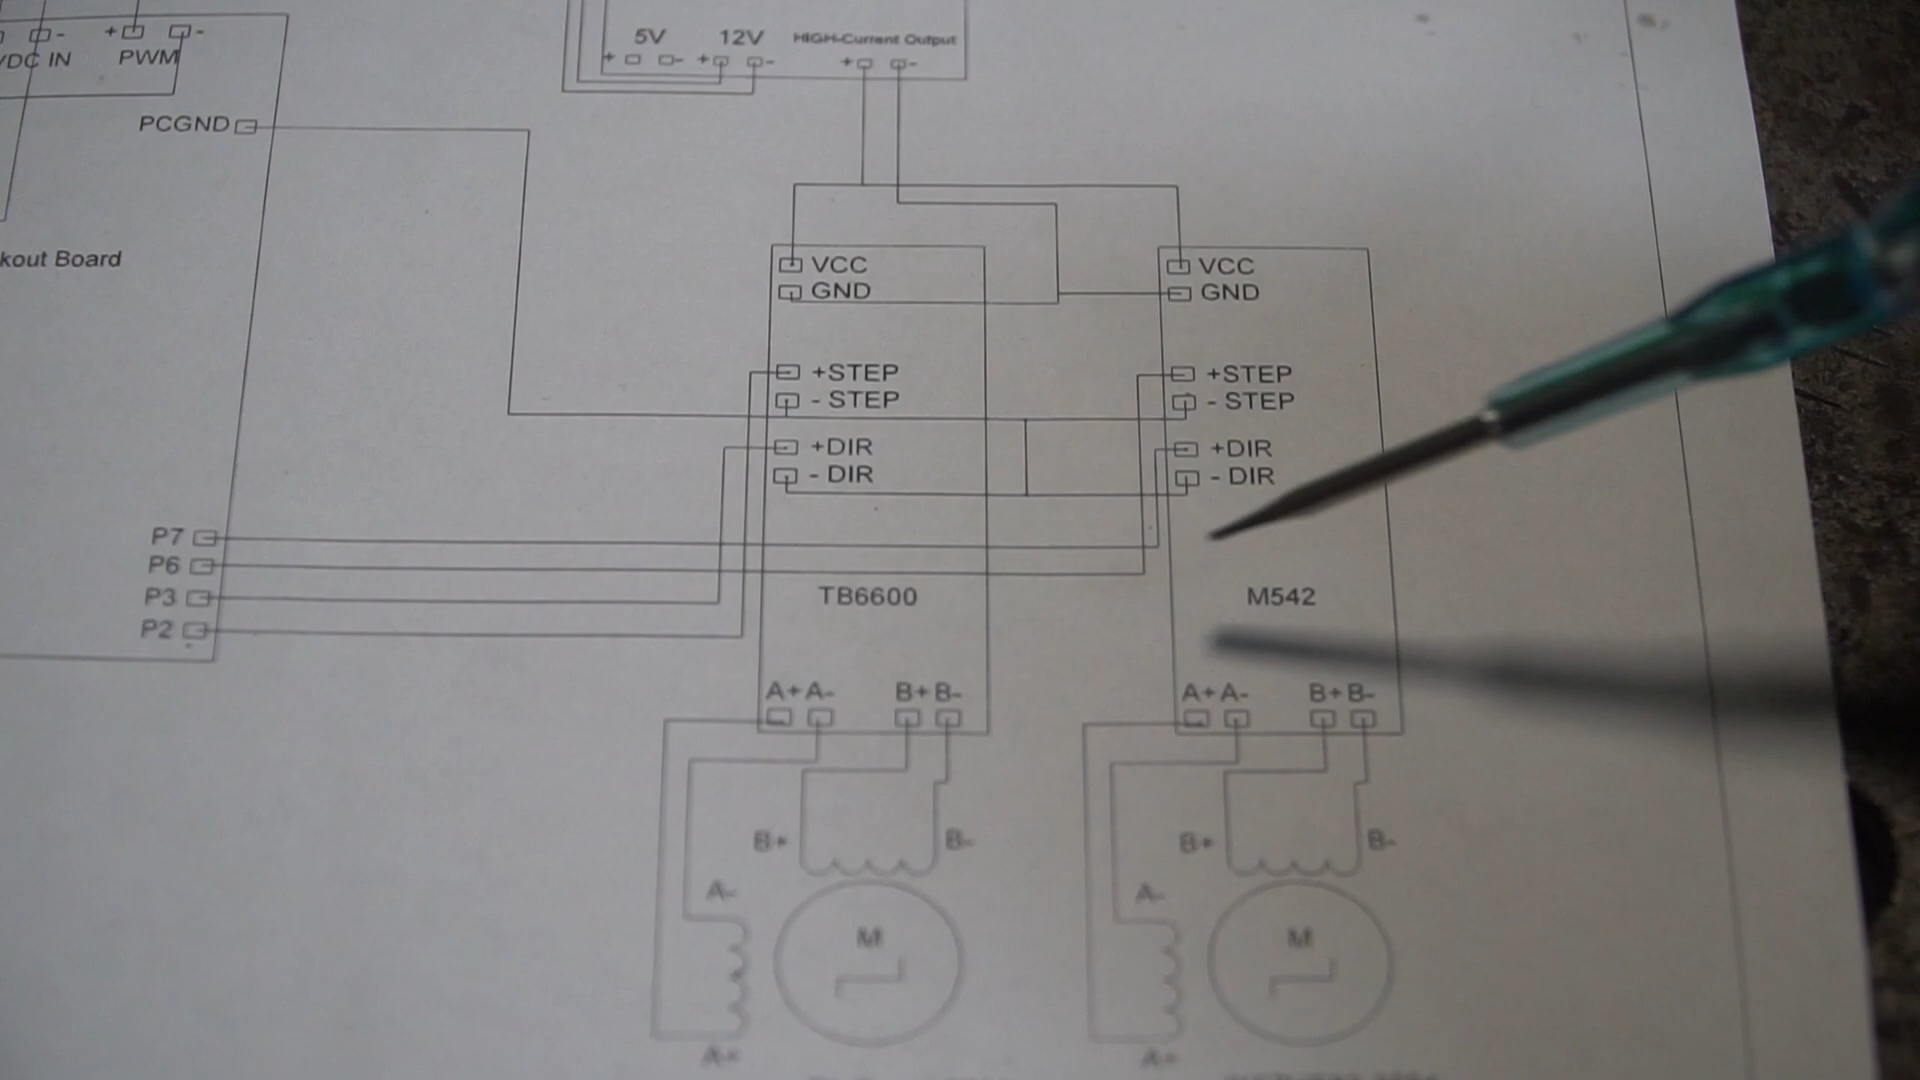 5V 12V HIGH-Current Output
+ - + - + -
+ -
-
DC IN PWM
PCGND
kout Board
VCC
GND
+STEP
- STEP
+DIR
- DIR
TB6600
A+ A- B+ B-
VCC
GND
+STEP
- STEP
+DIR
- DIR
M542
A+ A- B+ B-
P7
P6
P3
P2
B+ B-
A-
M
A+
B+ B-
A-
M
A+